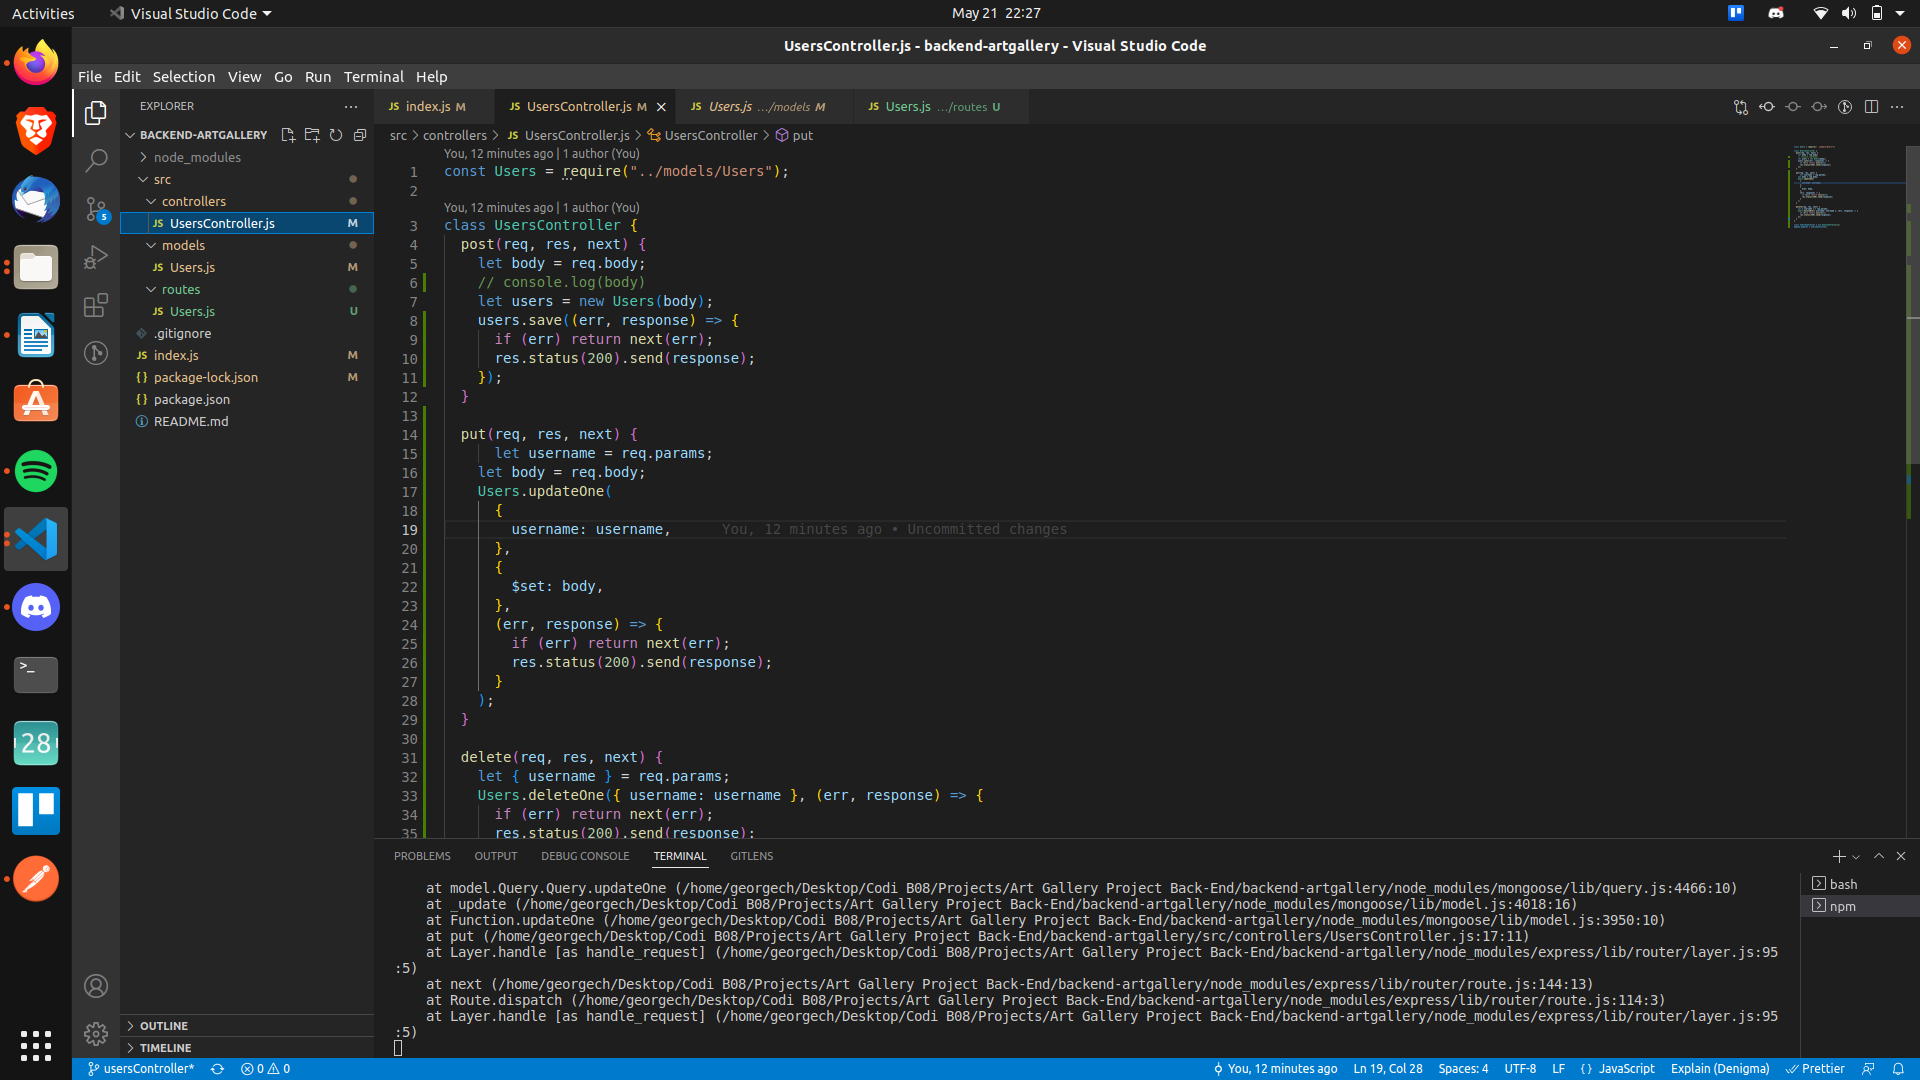 Activities
Visual Studio Code
May 21 22:27
UsersController.js - backend-artgallery - Visual Studio Code
File Edit Selection View Go Run Terminal Help
EXPLORER
BACKEND-ARTGALLERY
node_modules
src
controllers
JS UsersController.js M
models
JS Users.js M
routes
JS Users.js U
.gitignore
JS index.js M
{} package-lock.json M
{} package.json
README.md
OUTLINE
TIMELINE
5
28
>_
JS index.js M
JS UsersController.js M
JS Users.js .../models M
JS Users.js .../routes U
src > controllers > JS UsersController.js > UsersController > put
You, 12 minutes ago | 1 author (You)
1 const Users = require("../models/Users");
2
You, 12 minutes ago | 1 author (You)
3 class UsersController {
4 post(req, res, next) {
5 let body = req.body;
6 // console.log(body)
7 let users = new Users(body);
8 users.save((err, response) => {
9 if (err) return next(err);
10 res.status(200).send(response);
11 });
12 }
13
14 put(req, res, next) {
15 let username = req.params;
16 let body = req.body;
17 Users.updateOne(
18 {
19 username: username, You, 12 minutes ago • Uncommitted changes
20 },
21 {
22 $set: body,
23 },
24 (err, response) => {
25 if (err) return next(err);
26 res.status(200).send(response);
27 }
28 );
29 }
30
31 delete(req, res, next) {
32 let { username } = req.params;
33 Users.deleteOne({ username: username }, (err, response) => {
34 if (err) return next(err);
35 res.status(200).send(response);
PROBLEMS OUTPUT DEBUG CONSOLE TERMINAL GITLENS
at model.Query.Query.updateOne (/home/georgech/Desktop/Codi B08/Projects/Art Gallery Project Back-End/backend-artgallery/node_modules/mongoose/lib/query.js:4466:10)
at _update (/home/georgech/Desktop/Codi B08/Projects/Art Gallery Project Back-End/backend-artgallery/node_modules/mongoose/lib/model.js:4018:16)
at Function.updateOne (/home/georgech/Desktop/Codi B08/Projects/Art Gallery Project Back-End/backend-artgallery/node_modules/mongoose/lib/model.js:3950:10)
at put (/home/georgech/Desktop/Codi B08/Projects/Art Gallery Project Back-End/backend-artgallery/src/controllers/UsersController.js:17:11)
at Layer.handle [as handle_request] (/home/georgech/Desktop/Codi B08/Projects/Art Gallery Project Back-End/backend-artgallery/node_modules/express/lib/router/layer.js:95
:5)
at next (/home/georgech/Desktop/Codi B08/Projects/Art Gallery Project Back-End/backend-artgallery/node_modules/express/lib/router/route.js:144:13)
at Route.dispatch (/home/georgech/Desktop/Codi B08/Projects/Art Gallery Project Back-End/backend-artgallery/node_modules/express/lib/router/route.js:114:3)
at Layer.handle [as handle_request] (/home/georgech/Desktop/Codi B08/Projects/Art Gallery Project Back-End/backend-artgallery/node_modules/express/lib/router/layer.js:95
:5)
bash
npm
usersController*
0 0
You, 12 minutes ago
Ln 19, Col 28
Spaces: 4
UTF-8
LF
{} JavaScript
Explain (Denigma)
Prettier